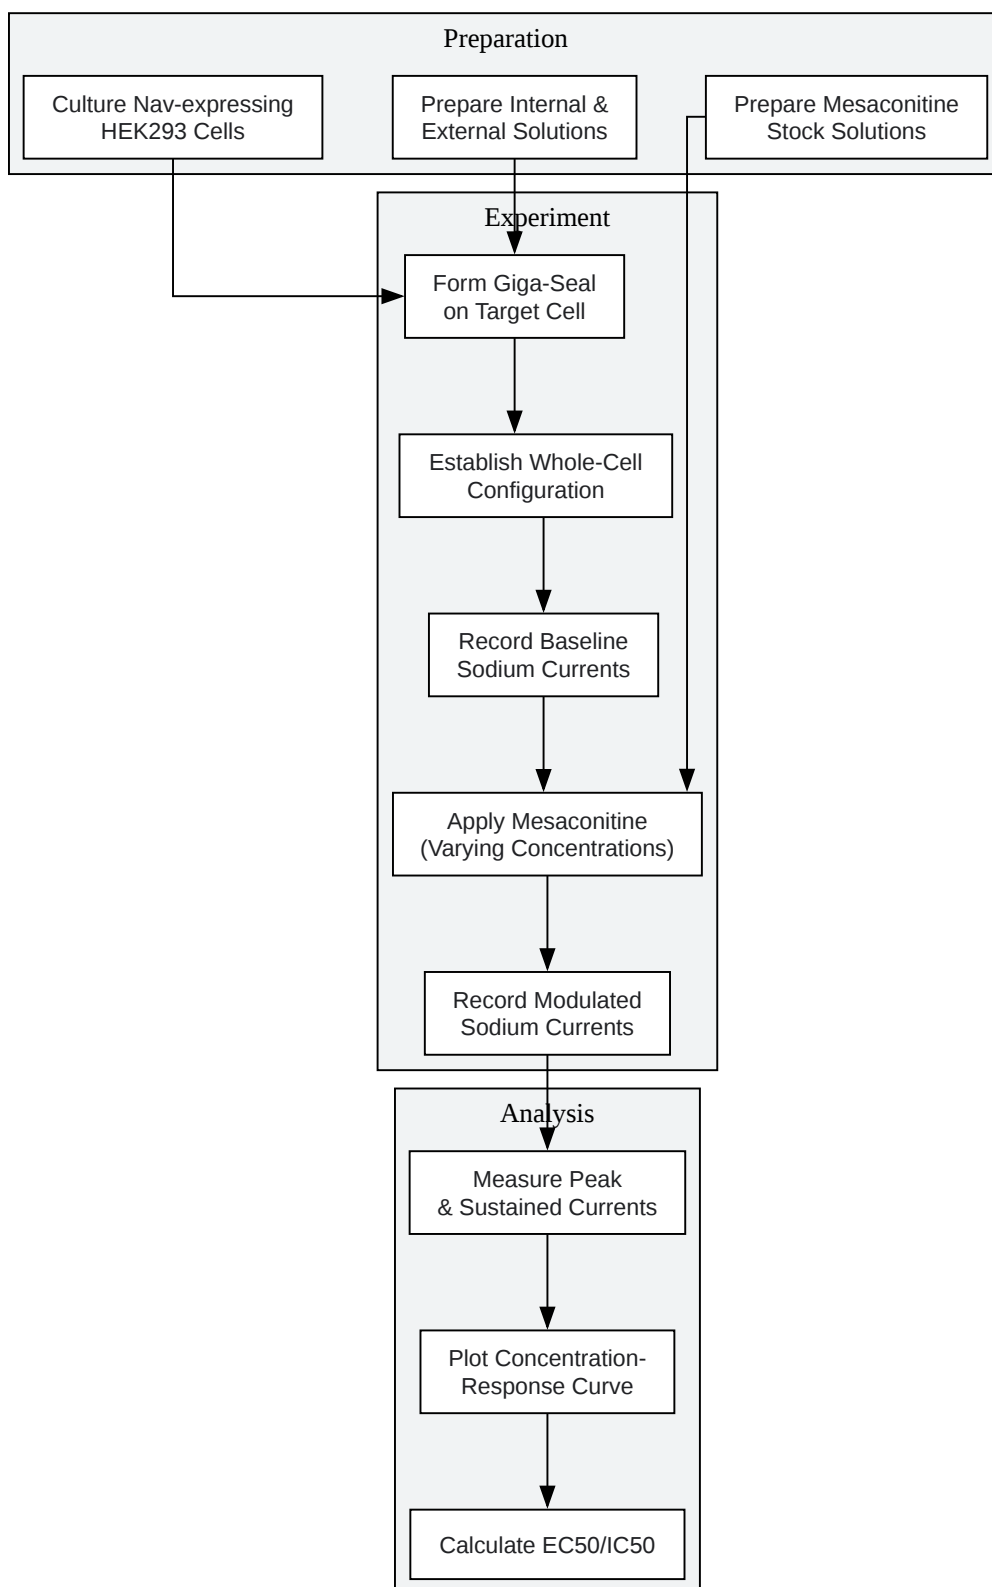 Preparation
Culture Nav-expressing
HEK293 Cells
Prepare Internal &
External Solutions
Prepare Mesaconitine
Stock Solutions
Experiment
Form Giga-Seal
on Target Cell
Establish Whole-Cell
Configuration
Record Baseline
Sodium Currents
Apply Mesaconitine
(Varying Concentrations)
Record Modulated
Sodium Currents
Analysis
Measure Peak
& Sustained Currents
Plot Concentration-
Response Curve
Calculate EC50/IC50